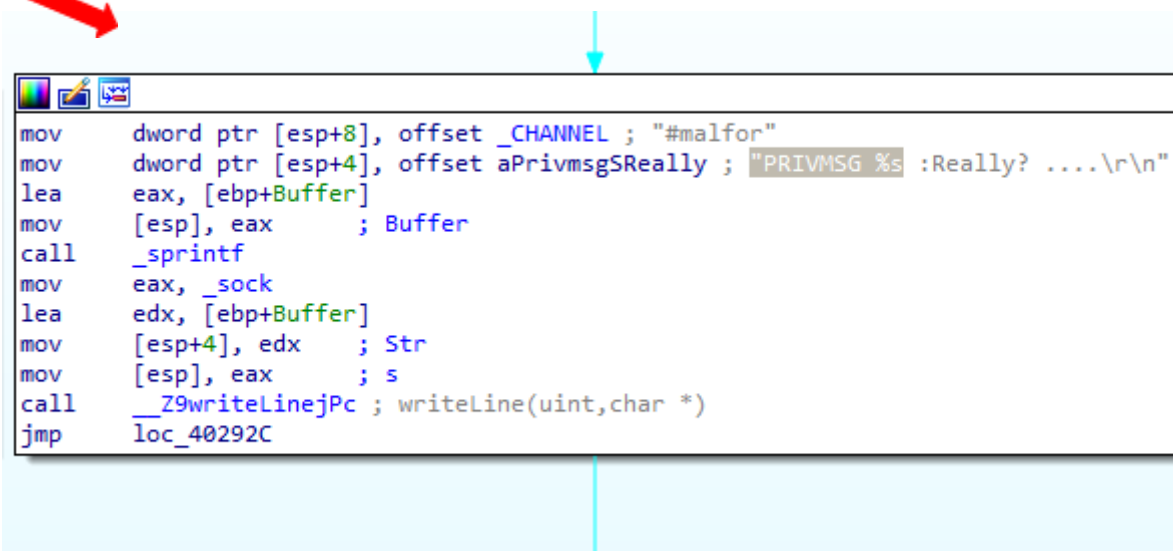 mov dword ptr [esp+8], offset _CHANNEL ; "#malfor"
mov dword ptr [esp+4], offset aPrivmsgSReally ; "PRIVMSG %s :Really? ....\r\n"
lea eax, [ebp+Buffer]
mov [esp], eax ; Buffer
call _sprintf
mov eax, _sock
lea edx, [ebp+Buffer]
mov [esp+4], edx ; Str
mov [esp], eax ; s
call __Z9writeLinejPc ; writeLine(uint,char *)
jmp loc_40292C